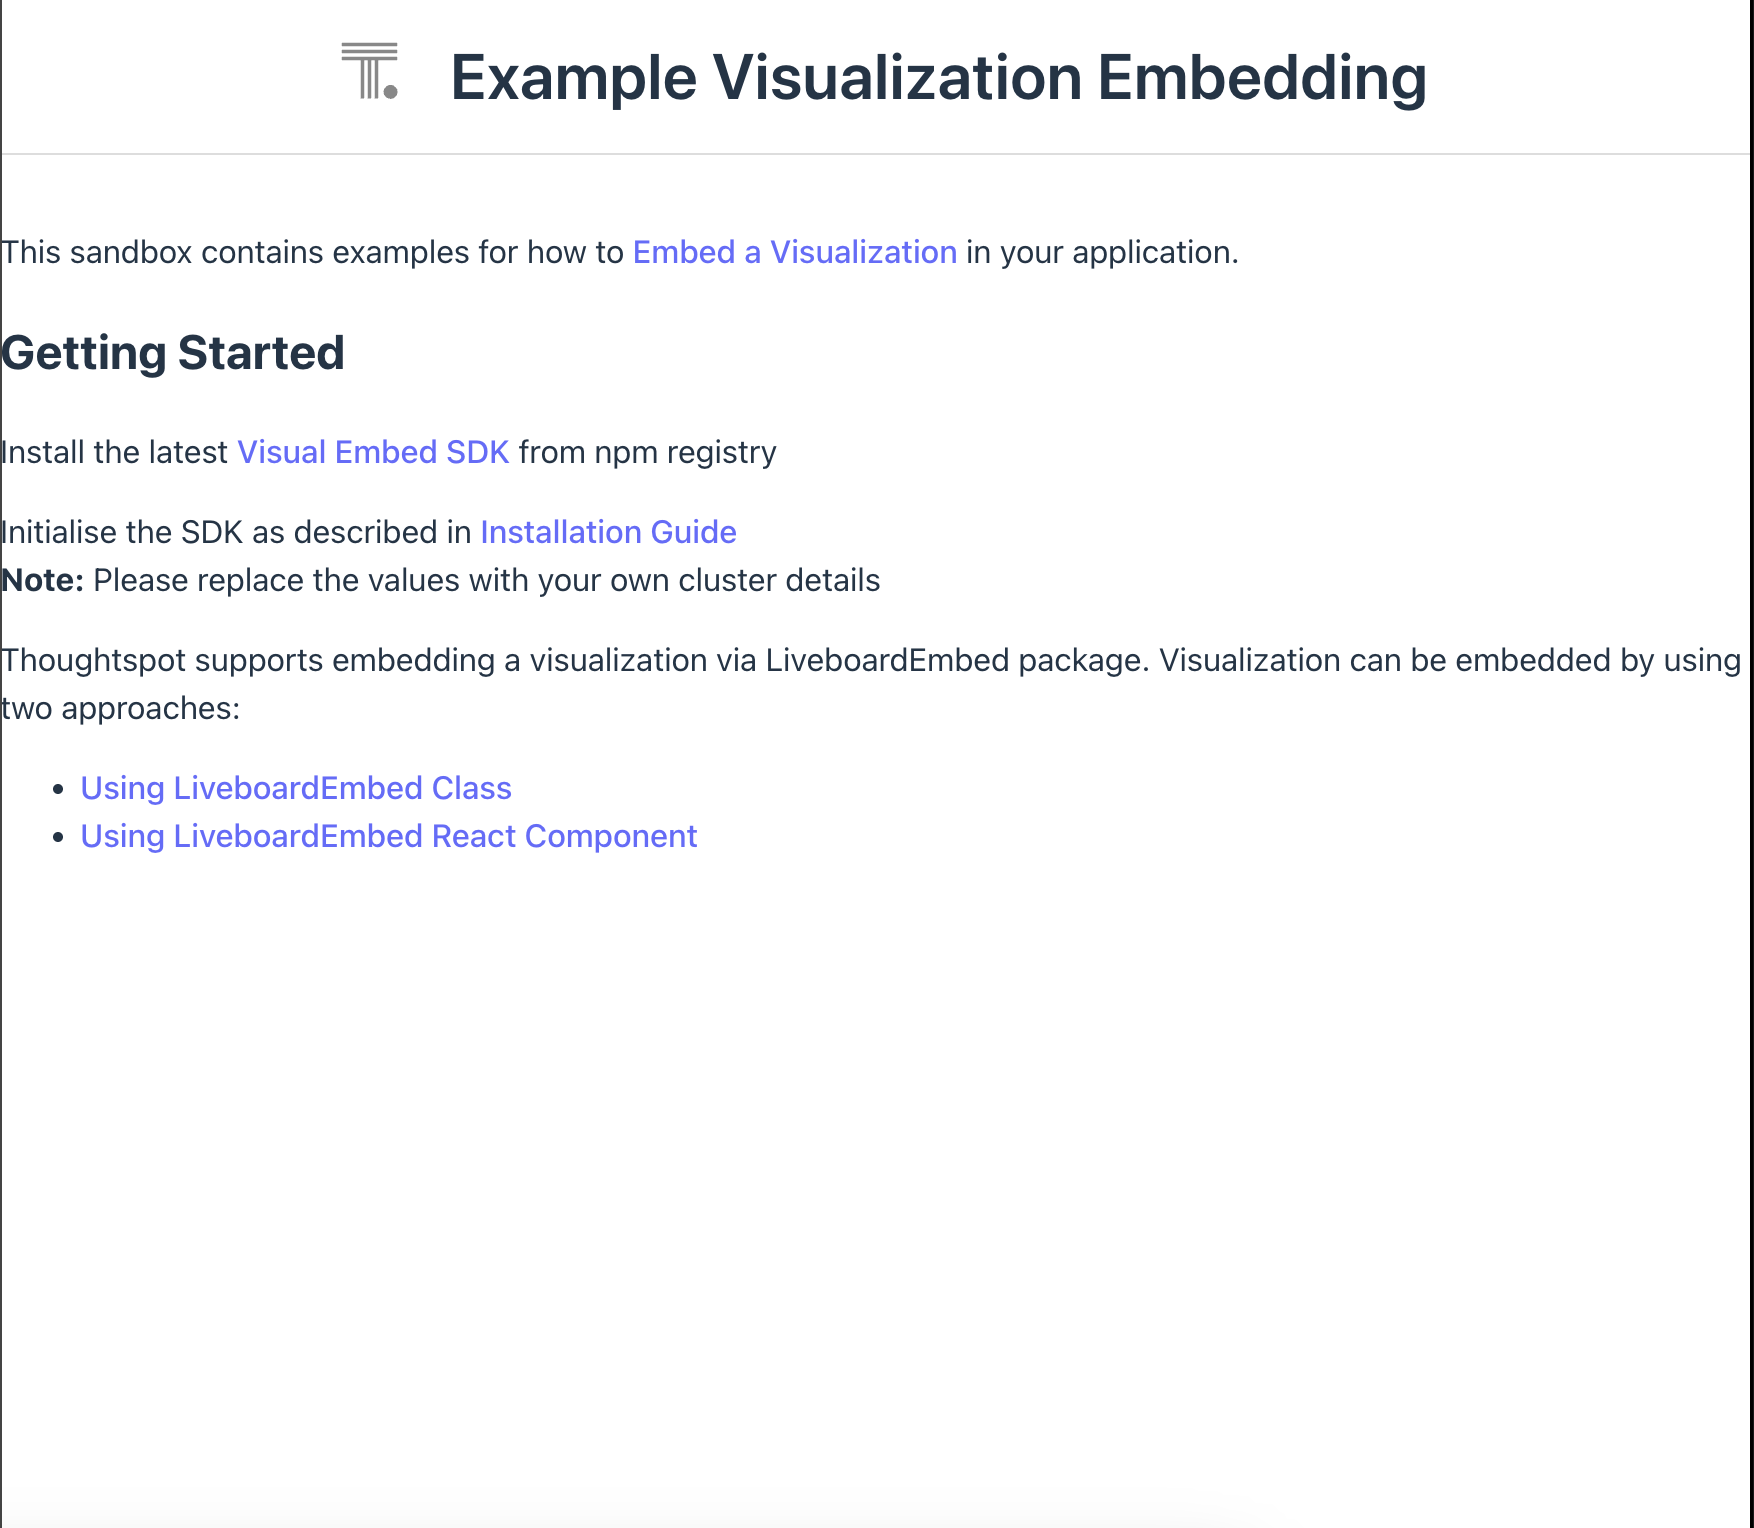 Example Visualization Embedding
This sandbox contains examples for how to Embed a Visualization in your application.
Getting Started
Install the latest Visual Embed SDK from npm registry
Initialise the SDK as described in Installation Guide
Note: Please replace the values with your own cluster details
Thoughtspot supports embedding a visualization via LiveboardEmbed package. Visualization can be embedded by using
two approaches:
• Using LiveboardEmbed Class
• Using LiveboardEmbed React Component